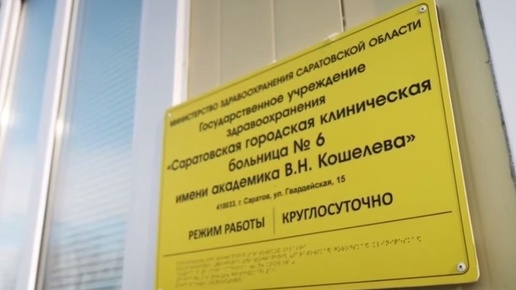 МИНИСТЕРСТВО ЗДРАВООХРАНЕНИЯ САРАТОВСКОЙ ОБЛАСТИ
Государственное учреждение
здравоохранения
«Саратовская городская клиническая
больница № 6
имени академика В.Н. Кошелева»
410033, г. Саратов, ул. Гвардейская, 15
РЕЖИМ РАБОТЫ КРУГЛОСУТОЧНО